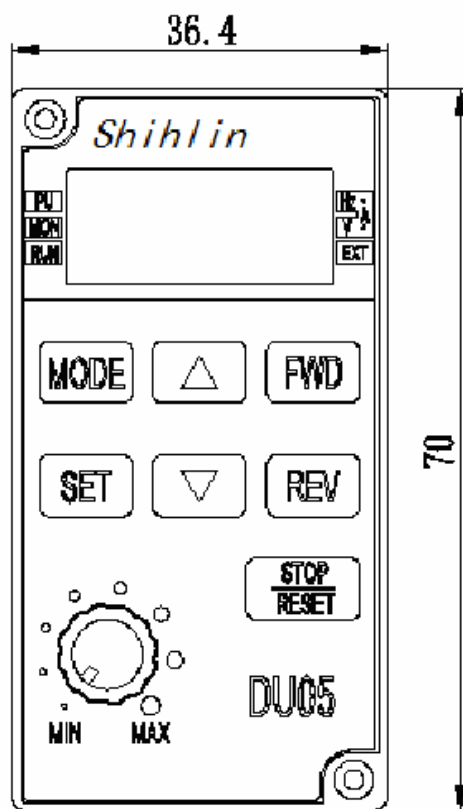 36.4
Shihlin
PU
MON
RUN
Hz
A
V
EXT
MODE
FWD
SET
REV
STOP
RESET
MIN
MAX
DU05
70